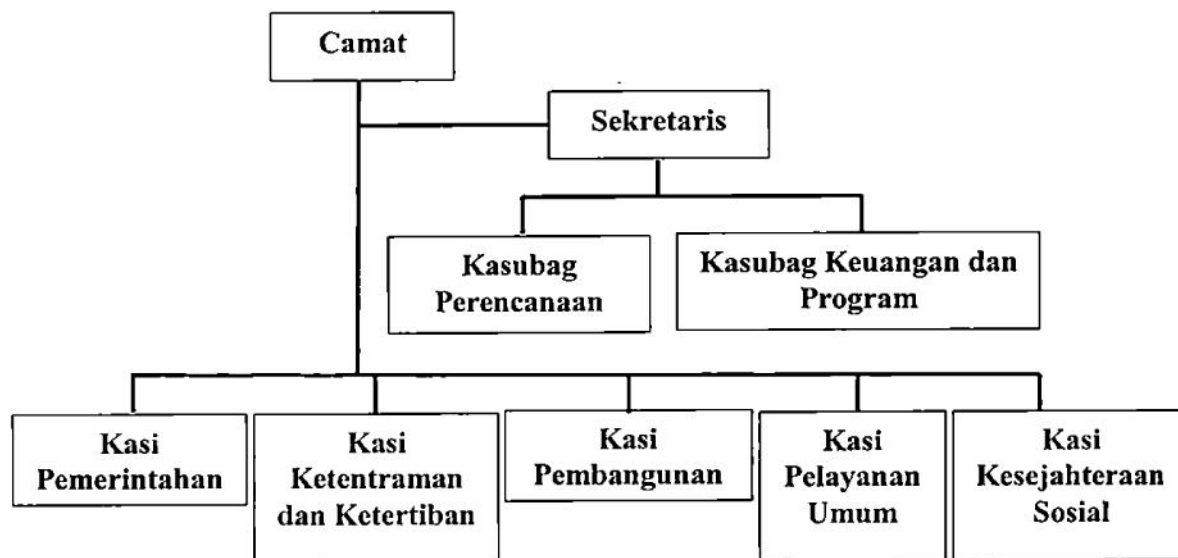 Camat
Sekretaris
Kasubag
Perencanaan
Kasubag Keuangan dan
Program
Kasi
Pemerintahan
Kasi
Ketentraman
dan Ketertiban
Kasi
Pembangunan
Kasi
Pelayanan
Umum
Kasi
Kesejahteraan
Sosial